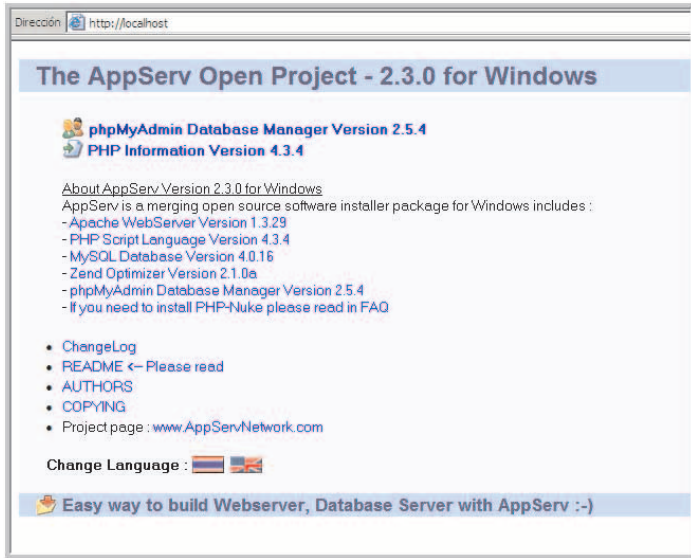 Dirección http://localhost
The AppServ Open Project - 2.3.0 for Windows
phpMyAdmin Database Manager Version 2.5.4
PHP Information Version 4.3.4
About AppServ Version 2.3.0 for Windows
AppServ is a merging open source software installer package for Windows includes :
- Apache WebServer Version 1.3.29
- PHP Script Language Version 4.3.4
- MySQL Database Version 4.0.16
- Zend Optimizer Version 2.1.0a
- phpMyAdmin Database Manager Version 2.5.4
- If you need to install PHP-Nuke please read in FAQ
• ChangeLog
• README <-- Please read
• AUTHORS
• COPYING
• Project page : www.AppServNetwork.com
Change Language :
Easy way to build Webserver, Database Server with AppServ :-)